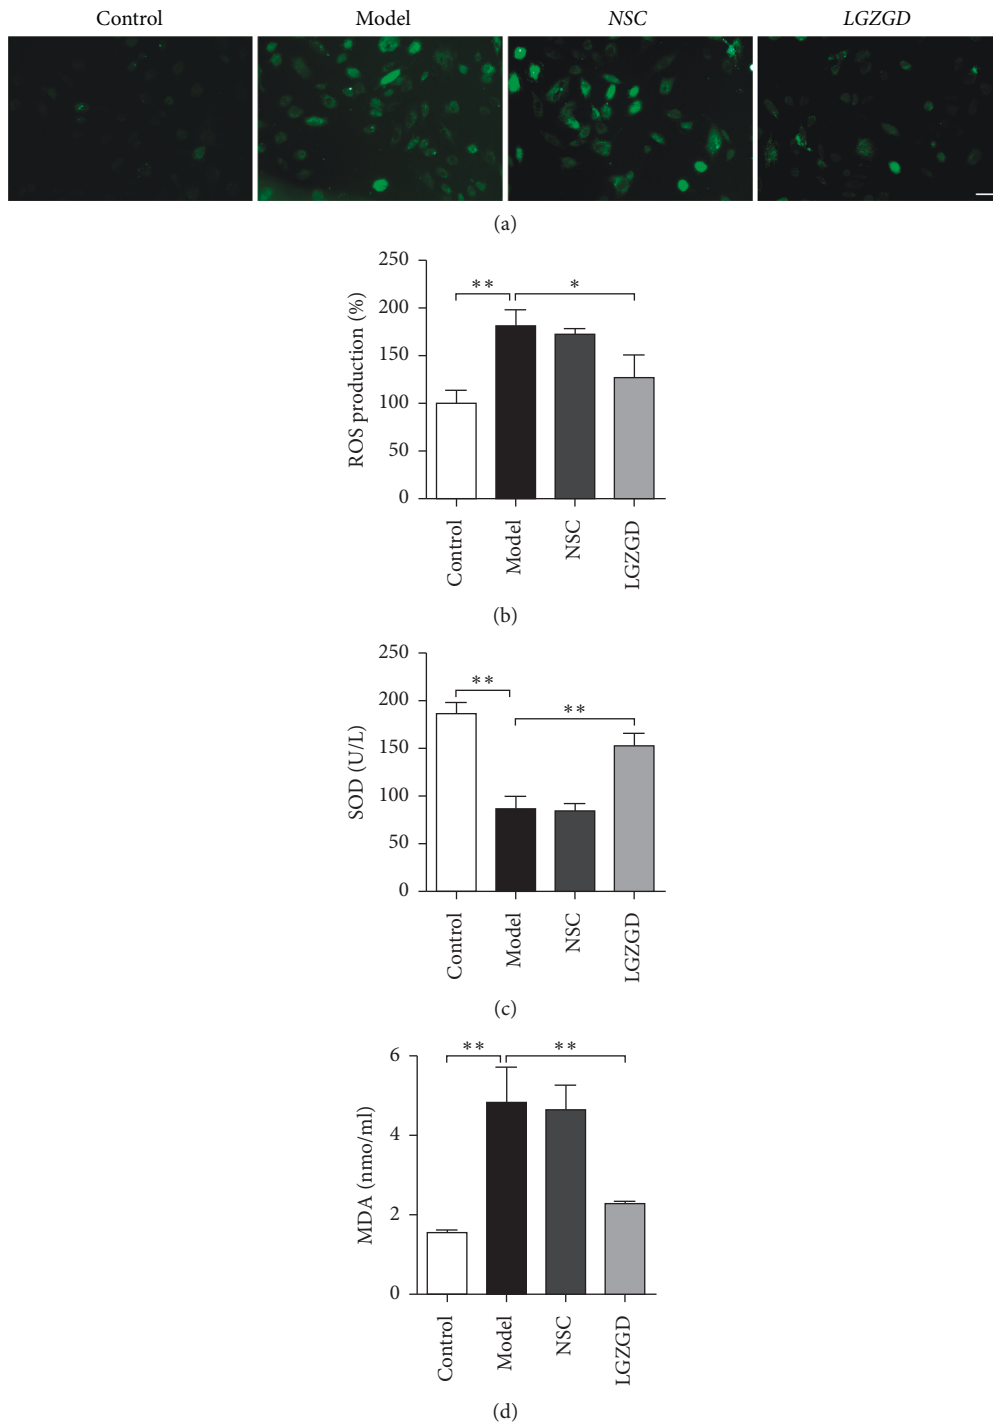 Control Model NSC LGZGD
(a)
250
200
150
100
50
0
ROS production (%)
** *
Control Model NSC LGZGD
(b)
250
200
150
100
50
0
SOD (U/L)
**
**
Control Model NSC LGZGD
(c)
6
4
2
0
MDA (nmo/ml)
** **
Control Model NSC LGZGD
(d)